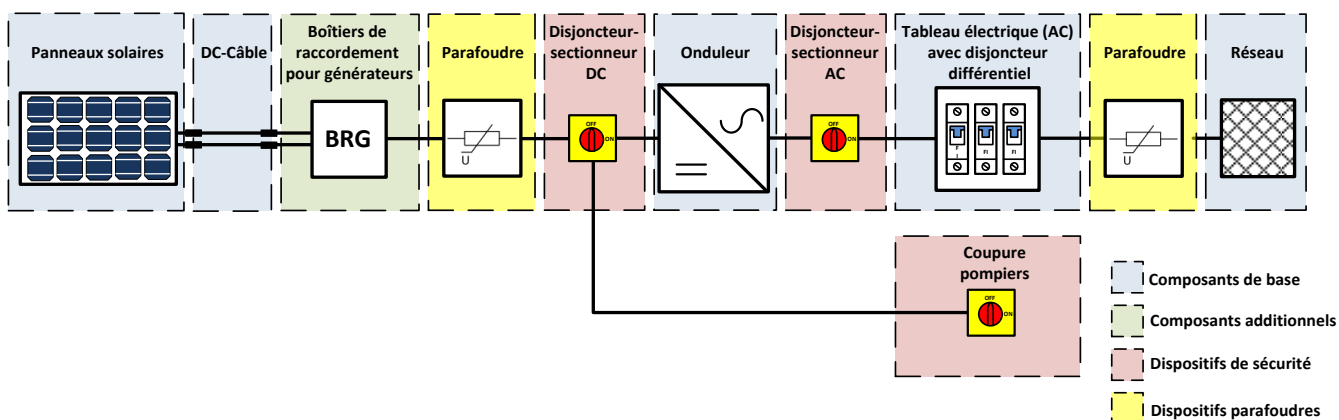 Panneaux solaires
DC-Câble
Boîtiers de
raccordement
pour générateurs
Parafoudre
Disjoncteur-
sectionneur
DC
Onduleur
Disjoncteur-
sectionneur
AC
Tableau électrique (AC)
avec disjoncteur
différentiel
Parafoudre
Réseau
BRG
U
OFF
ON
OFF
ON
F
I
FI
FI
U
Coupure
pompiers
OFF
ON
Composants de base
Composants additionnels
Dispositifs de sécurité
Dispositifs parafoudres